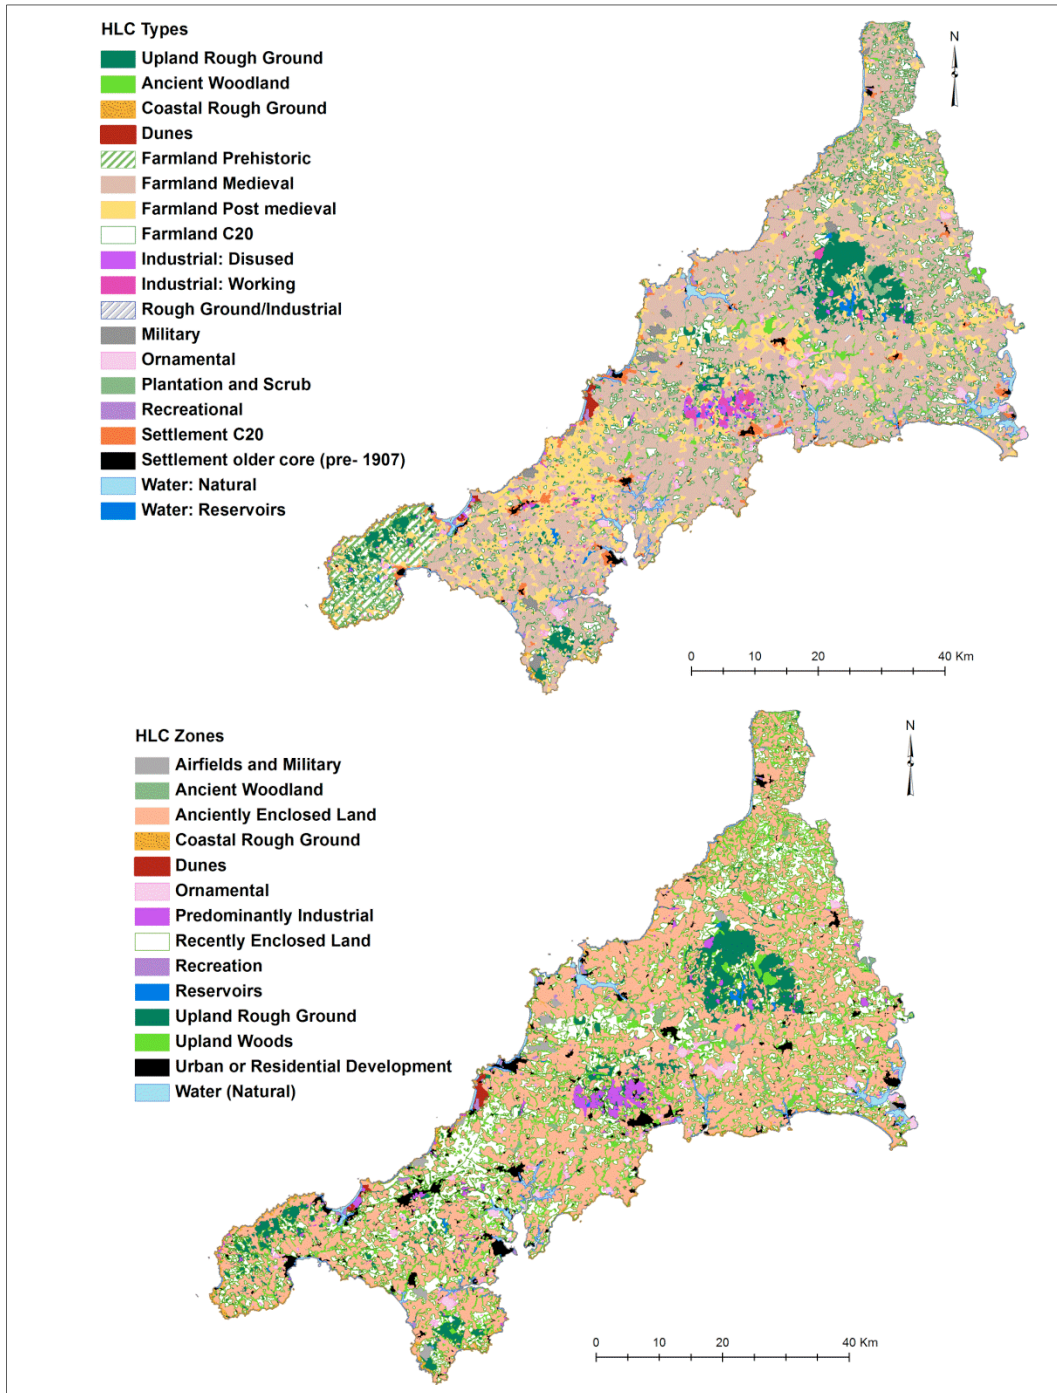 HLC Types
Upland Rough Ground
Ancient Woodland
Coastal Rough Ground
Dunes
Farmland Prehistoric
Farmland Medieval
Farmland Post medieval
Farmland C20
Industrial: Disused
Industrial: Working
Rough Ground/Industrial
Military
Ornamental
Plantation and Scrub
Recreational
Settlement C20
Settlement older core (pre- 1907)
Water: Natural
Water: Reservoirs
N
0 10 20 40 Km
HLC Zones
Airfields and Military
Ancient Woodland
Anciently Enclosed Land
Coastal Rough Ground
Dunes
Ornamental
Predominantly Industrial
Recently Enclosed Land
Recreation
Reservoirs
Upland Rough Ground
Upland Woods
Urban or Residential Development
Water (Natural)
N
0 10 20 40 Km